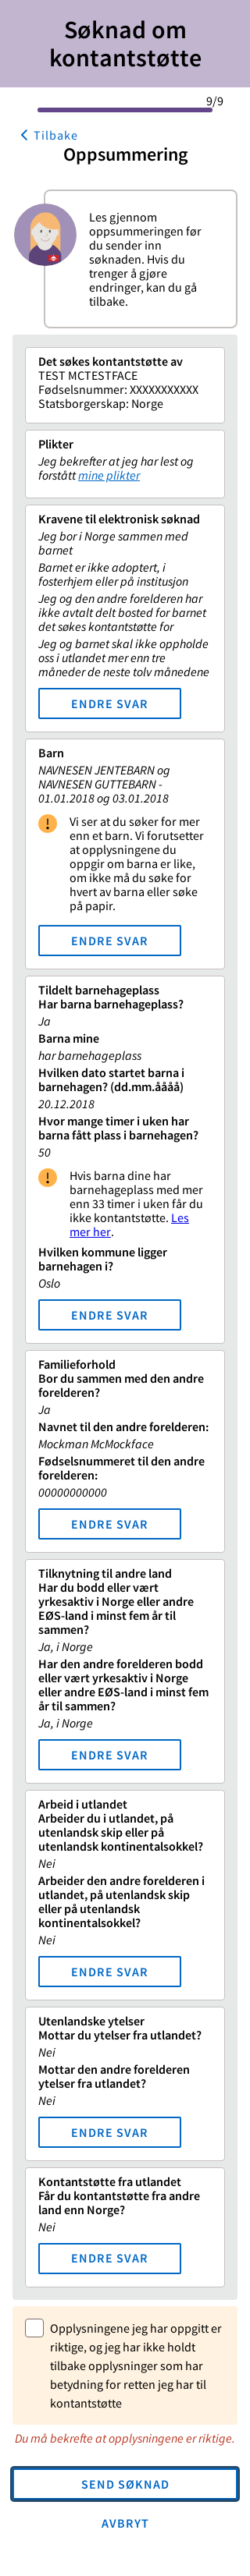 Søknad om
kontantstøtte
9/9
Tilbake
Oppsummering
Les gjennom
oppsummeringen før
du sender inn
søknaden. Hvis du
trenger å gjøre
endringer, kan du gå
tilbake.
Det søkes kontantstøtte av
TEST MCTESTFACE
Fødselsnummer: XXXXXXXXXXX
Statsborgerskap: Norge
Plikter
Jeg bekrefter at jeg har lest og
forstått mine plikter
Kravene til elektronisk søknad
Jeg bor i Norge sammen med
barnet
Barnet er ikke adoptert, i
fosterhjem eller på institusjon
Jeg og den andre forelderen har
ikke avtalt delt bosted for barnet
det søkes kontantstøtte for
Jeg og barnet skal ikke oppholde
oss i utlandet mer enn tre
måneder de neste tolv månedene
ENDRE SVAR
Barn
NAVNESEN JENTEBARN og
NAVNESEN GUTTEBARN -
01.01.2018 og 03.01.2018
Vi ser at du søker for mer
enn et barn. Vi forutsetter
at opplysningene du
oppgir om barna er like,
om ikke må du søke for
hvert av barna eller søke
på papir.
ENDRE SVAR
Tildelt barnehageplass
Har barna barnehageplass?
Ja
Barna mine
har barnehageplass
Hvilken dato startet barna i
barnehagen? (dd.mm.åååå)
20.12.2018
Hvor mange timer i uken har
barna fått plass i barnehagen?
50
Hvis barna dine har
barnehageplass med mer
enn 33 timer i uken får du
ikke kontantstøtte. Les
mer her.
Hvilken kommune ligger
barnehagen i?
Oslo
ENDRE SVAR
Familieforhold
Bor du sammen med den andre
forelderen?
Ja
Navnet til den andre forelderen:
Mockman McMockface
Fødselsnummeret til den andre
forelderen:
00000000000
ENDRE SVAR
Tilknytning til andre land
Har du bodd eller vært
yrkesaktiv i Norge eller andre
EØS-land i minst fem år til
sammen?
Ja, i Norge
Har den andre forelderen bodd
eller vært yrkesaktiv i Norge
eller andre EØS-land i minst fem
år til sammen?
Ja, i Norge
ENDRE SVAR
Arbeid i utlandet
Arbeider du i utlandet, på
utenlandsk skip eller på
utenlandsk kontinentalsokkel?
Nei
Arbeider den andre forelderen i
utlandet, på utenlandsk skip
eller på utenlandsk
kontinentalsokkel?
Nei
ENDRE SVAR
Utenlandske ytelser
Mottar du ytelser fra utlandet?
Nei
Mottar den andre forelderen
ytelser fra utlandet?
Nei
ENDRE SVAR
Kontantstøtte fra utlandet
Får du kontantstøtte fra andre
land enn Norge?
Nei
ENDRE SVAR
Opplysningene jeg har oppgitt er
riktige, og jeg har ikke holdt
tilbake opplysninger som har
betydning for retten jeg har til
kontantstøtte
Du må bekrefte at opplysningene er riktige.
SEND SØKNAD
AVBRYT